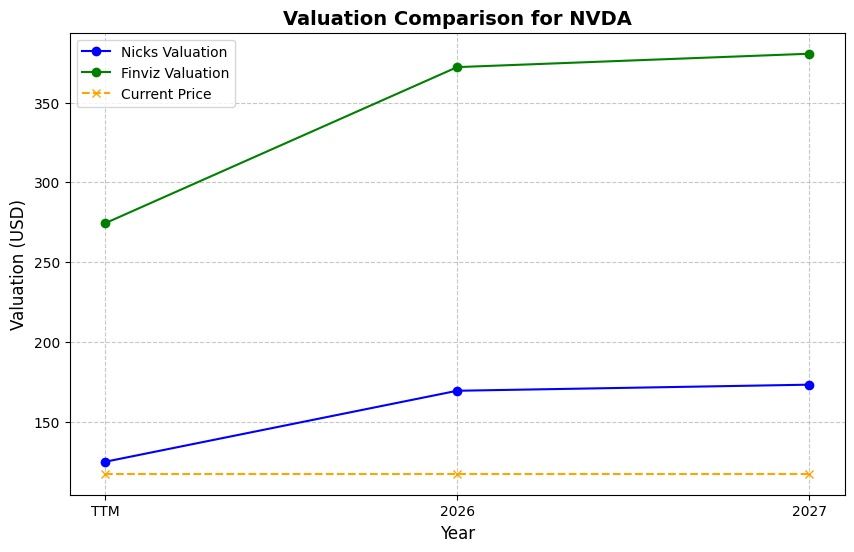 Valuation Comparison for NVDA
Nicks Valuation
Finviz Valuation
Current Price
350
300
250
200
150
Valuation (USD)
TTM
2026
2027
Year